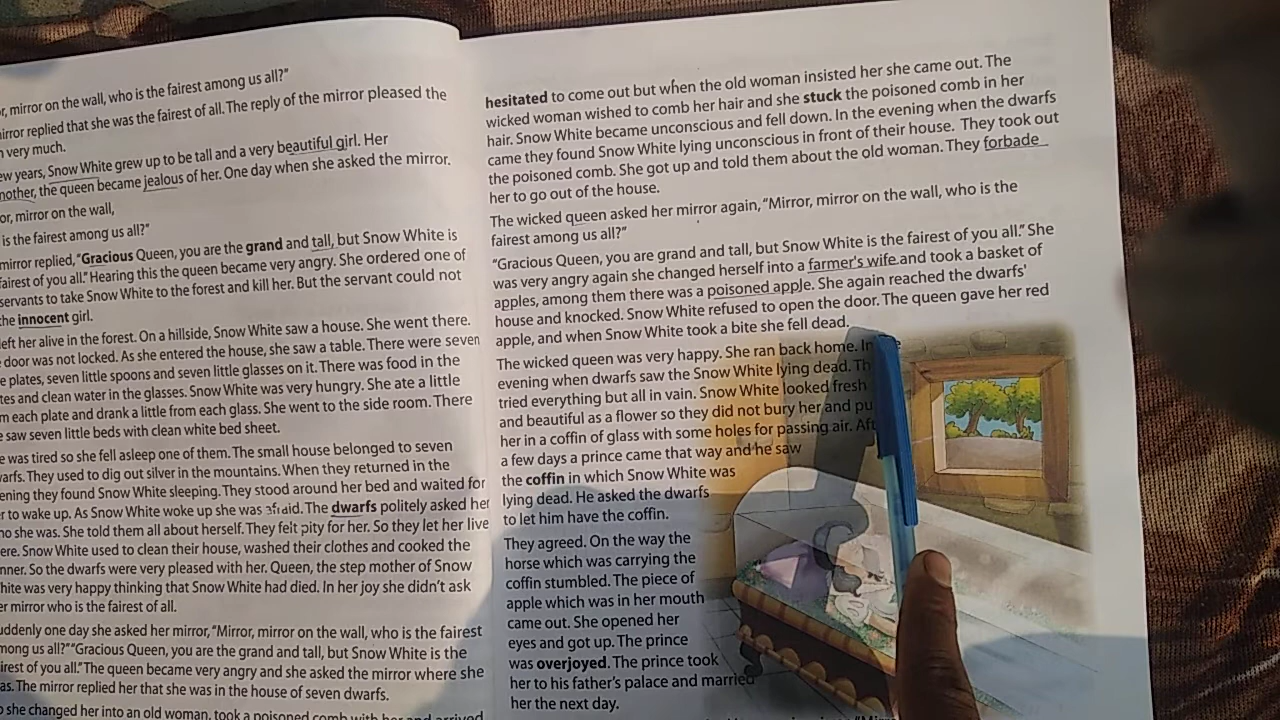 mirror on the wall, who is the fairest among us all?"
mirror replied that she was the fairest of all. The reply of the mirror pleased the
very much.
years, Snow White grew up to be tall and a very beautiful girl. Her
mother, the queen became jealous of her. One day when she asked the mirror.
mirror on the wall,
is the fairest among us all?"
mirror replied, "Gracious Queen, you are the grand and tall, but Snow White is
fairest of you all." Hearing this the queen became very angry. She ordered one of
servants to take Snow White to the forest and kill her. But the servant could not
the innocent girl.
left her alive in the forest. On a hillside, Snow White saw a house. She went there.
door was not locked. As she entered the house, she saw a table. There were seven
plates, seven little spoons and seven little glasses on it. There was food in the
and clean water in the glasses. Snow White was very hungry. She ate a little
each plate and drank a little from each glass. She went to the side room. There
saw seven little beds with clean white bed sheet.
was tired so she fell asleep one of them. The small house belonged to seven
They used to dig out silver in the mountains. When they returned in the
they found Snow White sleeping. They stood around her bed and waited for
to wake up. As Snow White woke up she was afraid. The dwarfs politely asked her
she was. She told them all about herself. They felt pity for her. So they let her live
Snow White used to clean their house, washed their clothes and cooked the
So the dwarfs were very pleased with her. Queen, the step mother of Snow
was very happy thinking that Snow White had died. In her joy she didn't ask
mirror who is the fairest of all.
one day she asked her mirror, "Mirror, mirror on the wall, who is the fairest
us all?" "Gracious Queen, you are the grand and tall, but Snow White is the
of you all." The queen became very angry and she asked the mirror where she
The mirror replied her that she was in the house of seven dwarfs.
she changed her into an old woman, took a poisoned comb with her and arrived
hesitated to come out but when the old woman insisted her she came out. The
wicked woman wished to comb her hair and she stuck the poisoned comb in her
hair. Snow White became unconscious and fell down. In the evening when the dwarfs
came they found Snow White lying unconscious in front of their house. They took out
the poisoned comb. She got up and told them about the old woman. They forbade
her to go out of the house.
The wicked queen asked her mirror again, "Mirror, mirror on the wall, who is the
fairest among us all?"
"Gracious Queen, you are grand and tall, but Snow White is the fairest of you all." She
was very angry again she changed herself into a farmer's wife and took a basket of
apples, among them there was a poisoned apple. She again reached the dwarfs'
house and knocked. Snow White refused to open the door. The queen gave her red
apple, and when Snow White took a bite she fell dead.
The wicked queen was very happy. She ran back home. In
evening when dwarfs saw the Snow White lying dead.
tried everything but all in vain. Snow White looked fresh
and beautiful as a flower so they did not bury her and
her in a coffin of glass with some holes for passing air.
a few days a prince came that way and he saw
the coffin in which Snow White was
lying dead. He asked the dwarfs
to let him have the coffin.
They agreed. On the way the
horse which was carrying the
coffin stumbled. The piece of
apple which was in her mouth
came out. She opened her
eyes and got up. The prince
was overjoyed. The prince took
her to his father's palace and married
her the next day.